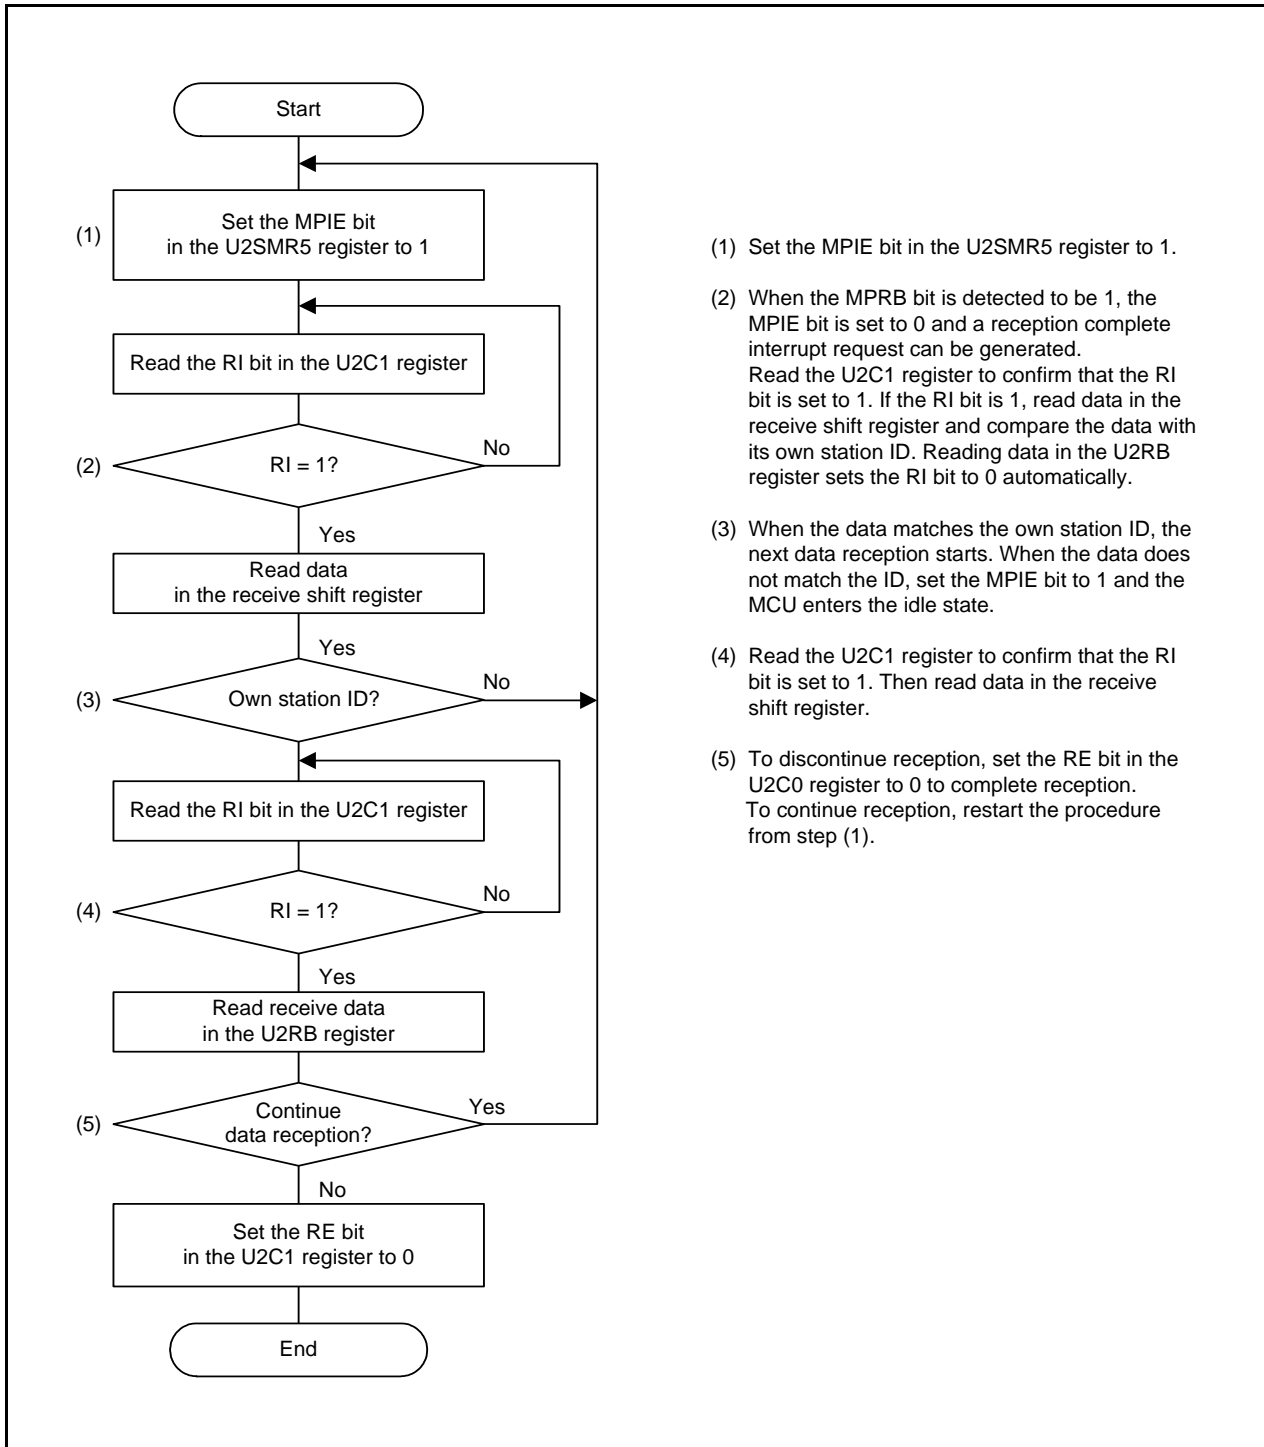 Start
(1)
Set the MPIE bit
in the U2SMR5 register to 1
Read the RI bit in the U2C1 register
(2)
RI = 1?
No
Yes
Read data
in the receive shift register
Yes
(3)
Own station ID?
No
Read the RI bit in the U2C1 register
(4)
RI = 1?
No
Yes
Read receive data
in the U2RB register
(5)
Continue
data reception?
Yes
No
Set the RE bit
in the U2C1 register to 0
End
(1) Set the MPIE bit in the U2SMR5 register to 1.
(2) When the MPRB bit is detected to be 1, the
MPIE bit is set to 0 and a reception complete
interrupt request can be generated.
Read the U2C1 register to confirm that the RI
bit is set to 1. If the RI bit is 1, read data in the
receive shift register and compare the data with
its own station ID. Reading data in the U2RB
register sets the RI bit to 0 automatically.
(3) When the data matches the own station ID, the
next data reception starts. When the data does
not match the ID, set the MPIE bit to 1 and the
MCU enters the idle state.
(4) Read the U2C1 register to confirm that the RI
bit is set to 1. Then read data in the receive
shift register.
(5) To discontinue reception, set the RE bit in the
U2C0 register to 0 to complete reception.
To continue reception, restart the procedure
from step (1).